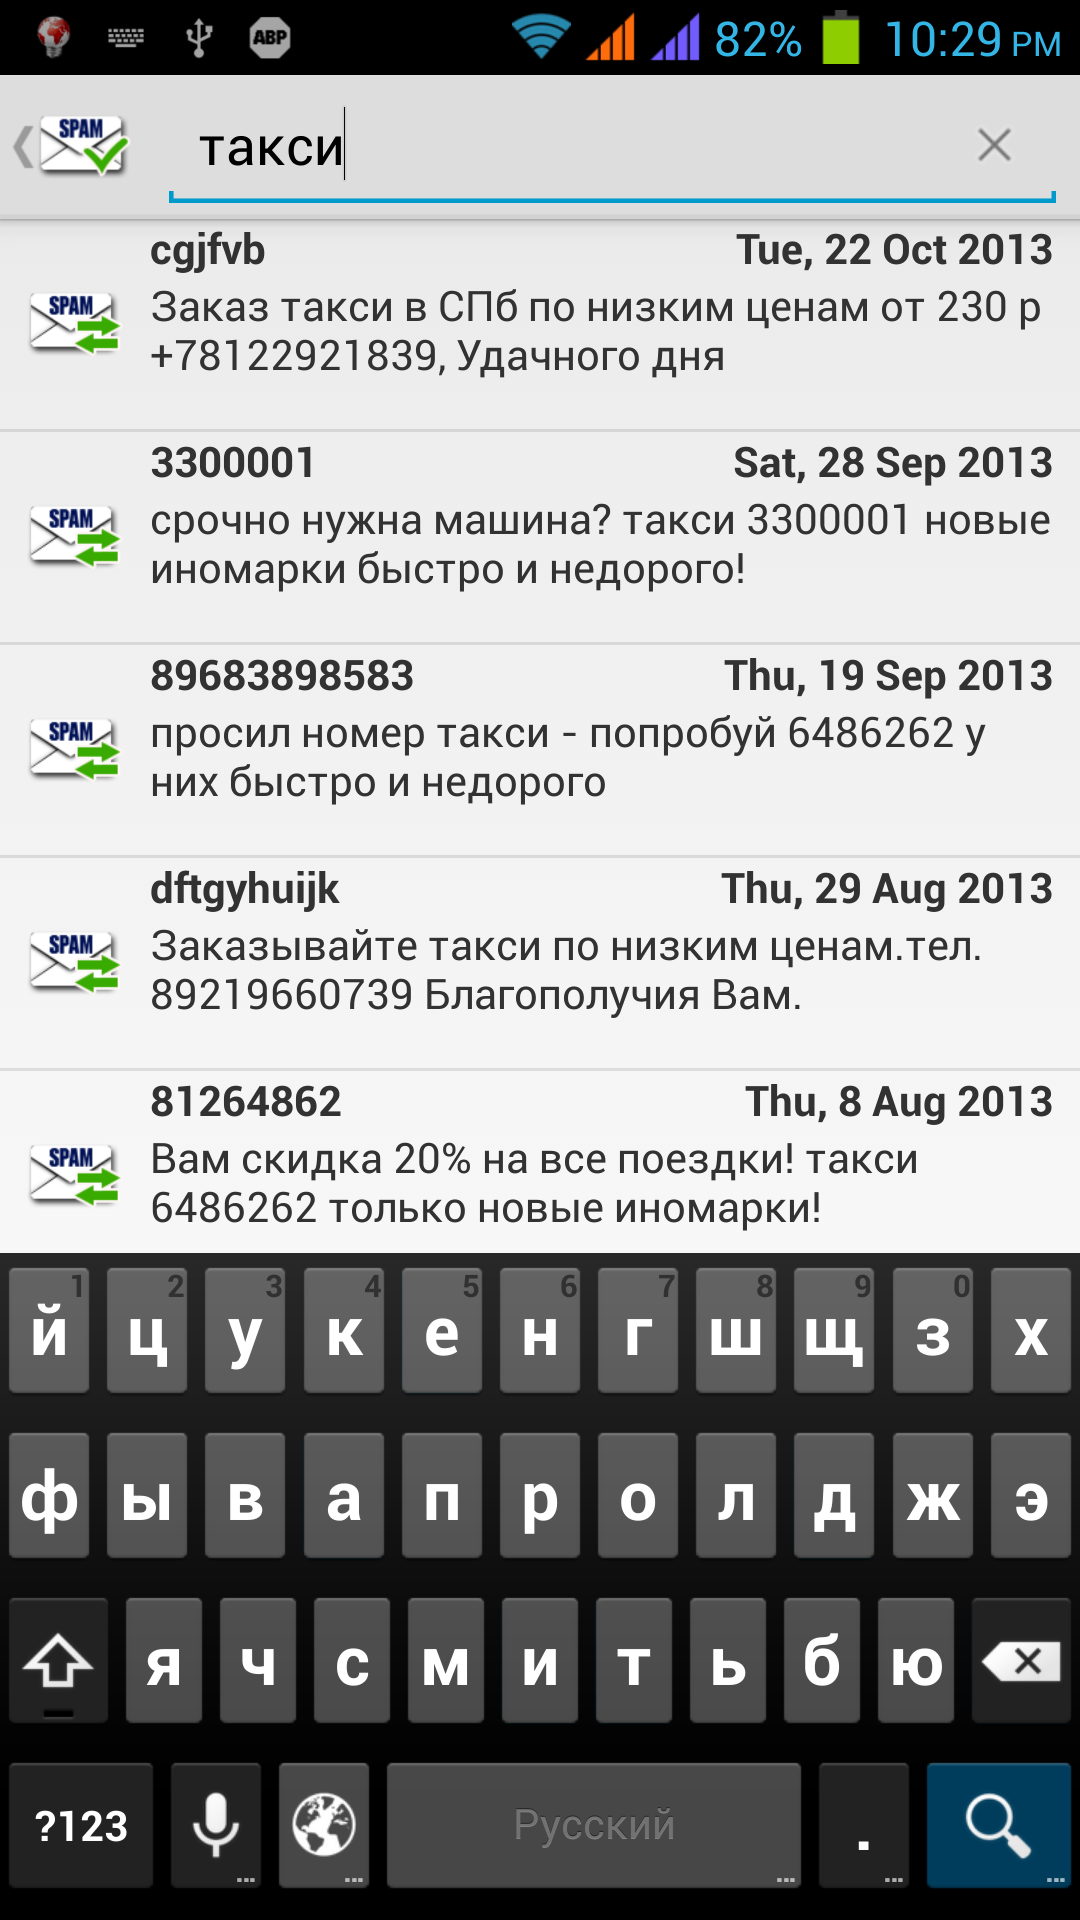 ABP 82% 10:29 PM
SPAM такси
cgjfvb Tue, 22 Oct 2013
SPAM
Заказ такси в СПб по низким ценам от 230 р
+78122921839, Удачного дня
3300001 Sat, 28 Sep 2013
SPAM
срочно нужна машина? такси 3300001 новые
иномарки быстро и недорого!
89683898583 Thu, 19 Sep 2013
SPAM
просил номер такси - попробуй 6486262 у
них быстро и недорого
dftgyhuijk Thu, 29 Aug 2013
SPAM
Заказывайте такси по низким ценам.тел.
89219660739 Благополучия Вам.
81264862 Thu, 8 Aug 2013
SPAM
Вам скидка 20% на все поездки! такси
6486262 только новые иномарки!
1 2 3 4 5 6 7 8 9 0
й ц у к е н г ш щ з х
ф ы в а п р о л д ж э
я ч с м и т ь б ю
?123 Русский .